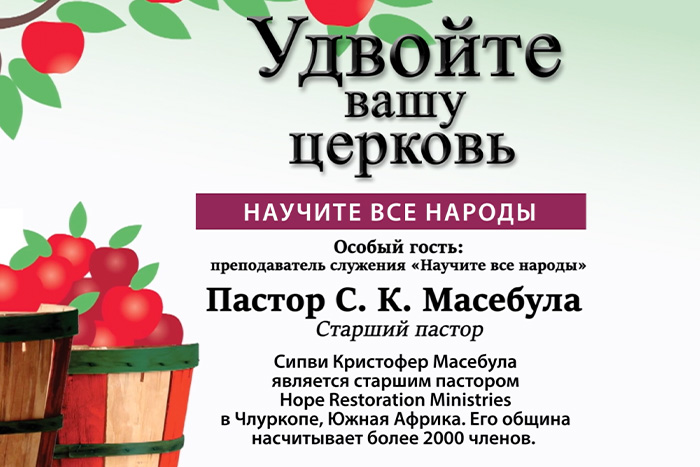 Удвойте
вашу
церковь
НАУЧИТЕ ВСЕ НАРОДЫ
Особый гость:
преподаватель служения «Научите все народы»
Пастор С. К. Масебула
Старший пастор
Сипви Кристофер Масебула
является старшим пастором
Hope Restoration Ministries
в Члуркопе, Южная Африка. Его община
насчитывает более 2000 членов.